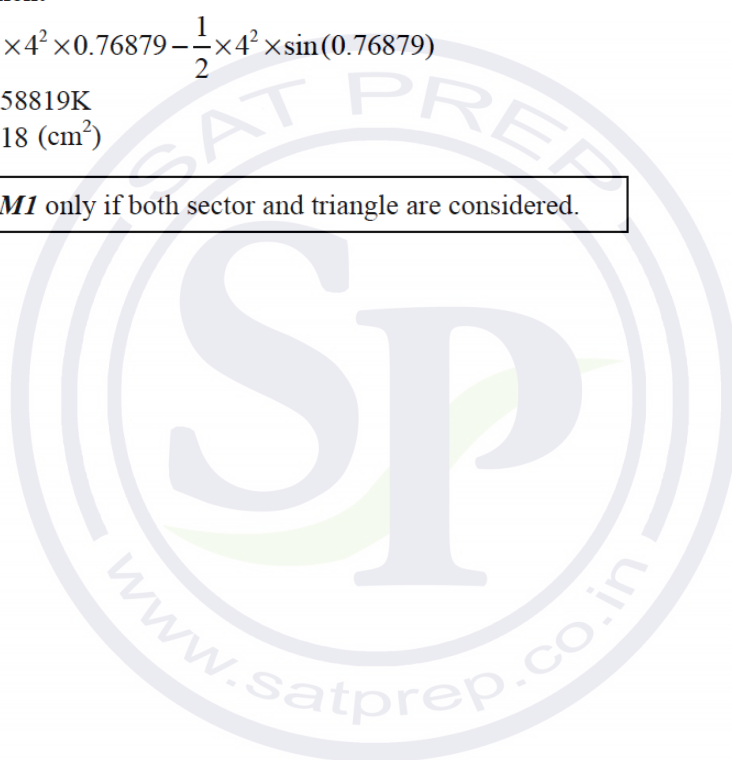 ×4² ×0.76879 − 1/2 ×4² ×sin(0.76879)
58819K
18 (cm²)
M1 only if both sector and triangle are considered.
SAT PREP
SP
www.satprep.co.in